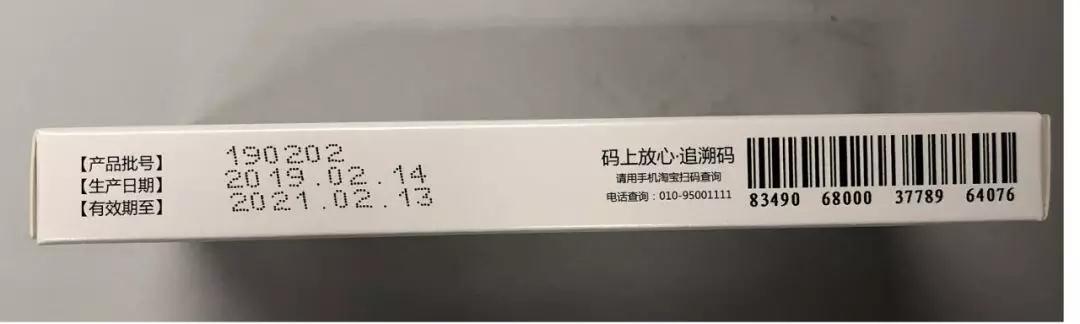 【产品批号】 190202
【生产日期】 2019.02.14
【有效期至】 2021.02.13
码上放心·追溯码
请用手机淘宝扫码查询
电话查询：010-95001111
83490 68000 37789 64076